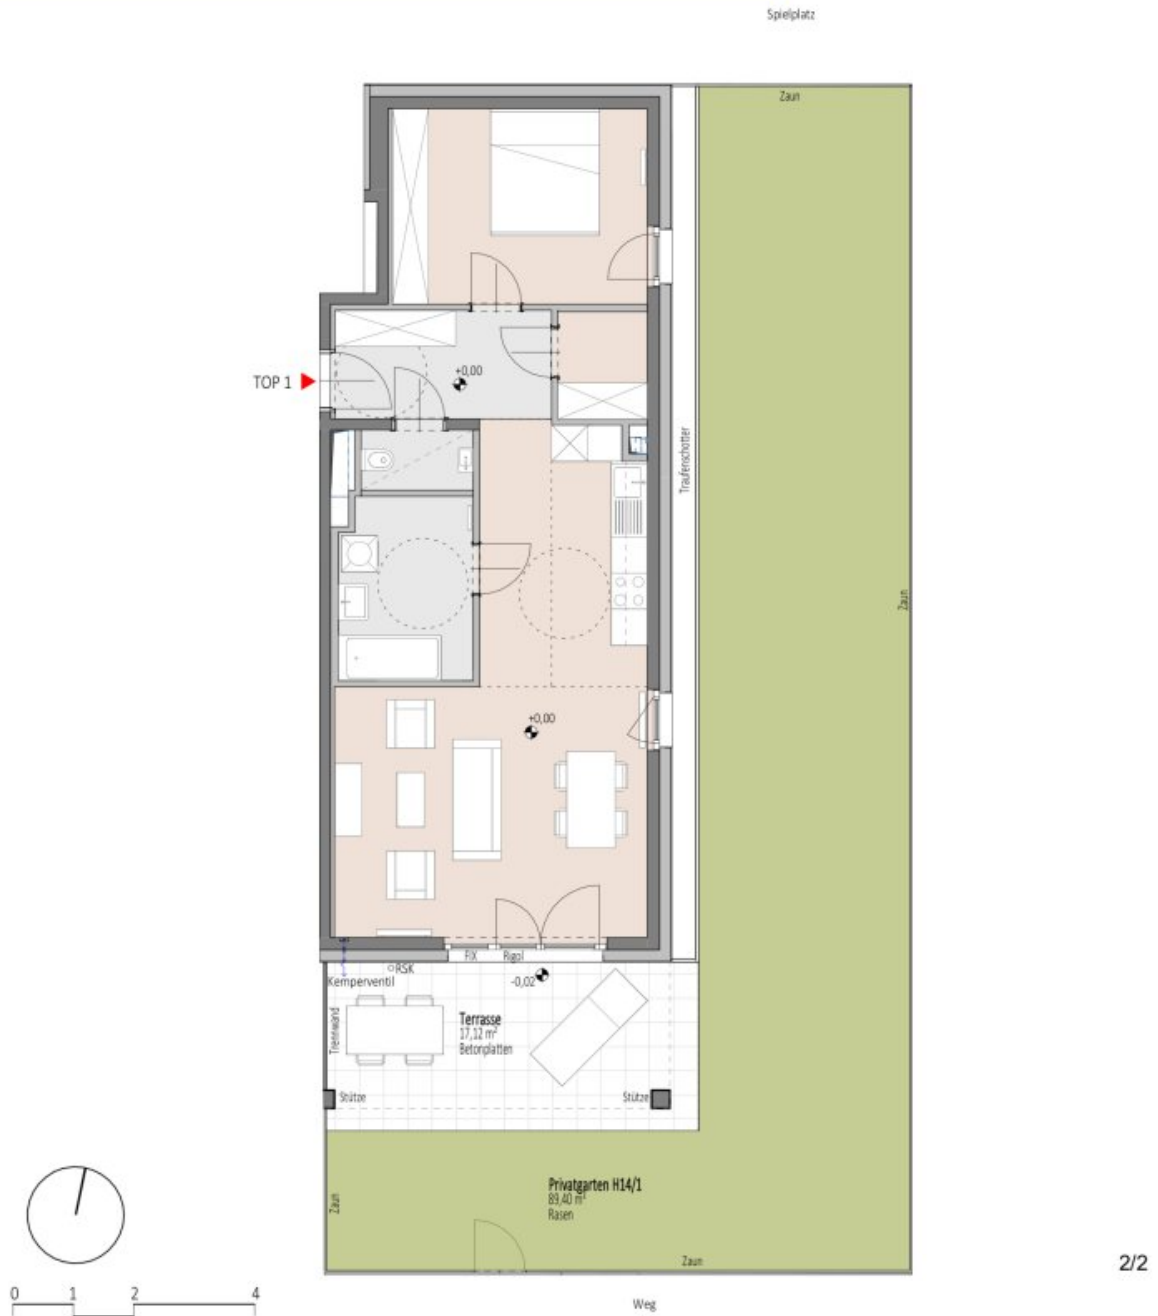 Spielplatz
Zaun
TOP 1
+0,00
Traufenschotter
Zaun
+0,00
FIX
Rigol
RSK
Kemperventil
-0,02
Trennwand
Terrasse
17,12 m²
Betonplatten
Stütze
Stütze
Privatgarten H14/1
89,40 m²
Rasen
Zaun
Zaun
2/2
0 1 2 4
Weg